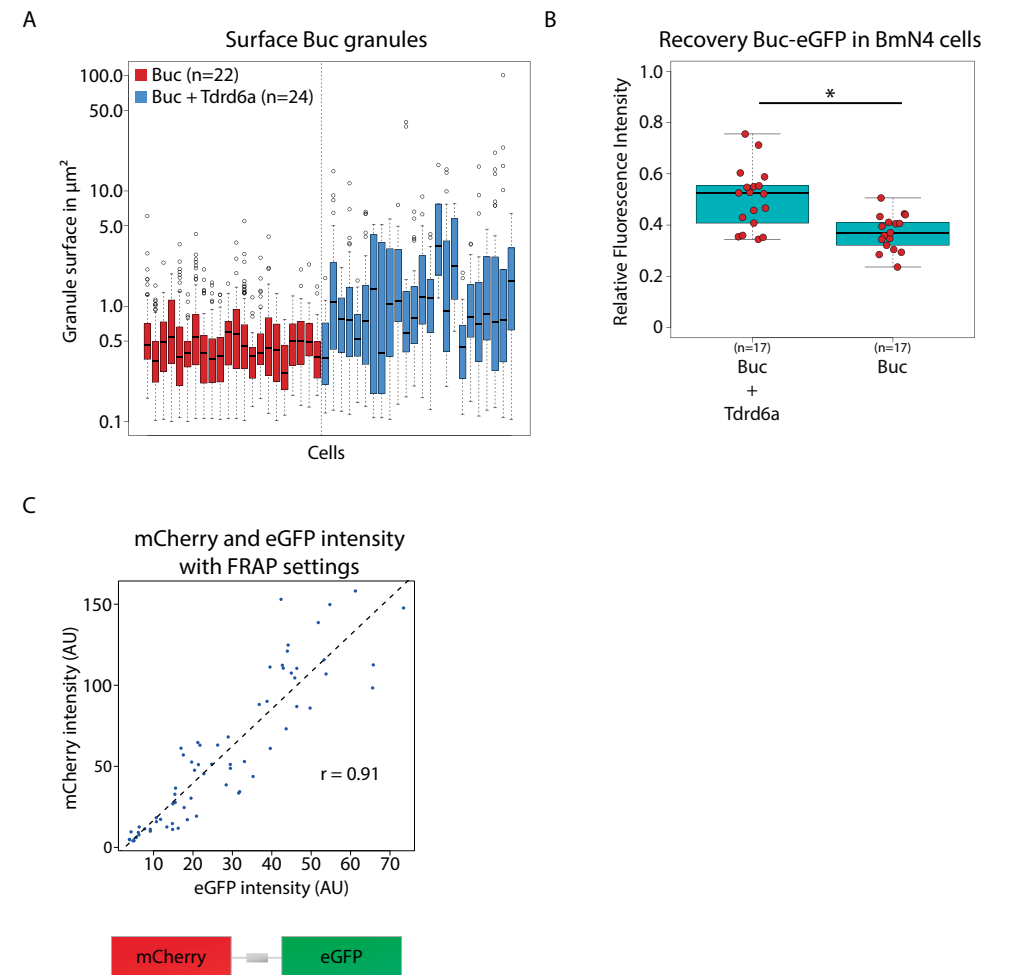 A
Surface Buc granules
Granule surface in µm²
100.0
50.0
10.0
5.0
1.0
0.5
0.1
Buc (n=22)
Buc + Tdrd6a (n=24)
Cells
B
Recovery Buc-eGFP in BmN4 cells
Relative Fluorescence Intensity
1.0
0.8
0.6
0.4
0.2
0
*
(n=17)
Buc
+
Tdrd6a
(n=17)
Buc
C
mCherry and eGFP intensity
with FRAP settings
mCherry intensity (AU)
150
100
50
0
r = 0.91
10 20 30 40 50 60 70
eGFP intensity (AU)
mCherry
eGFP